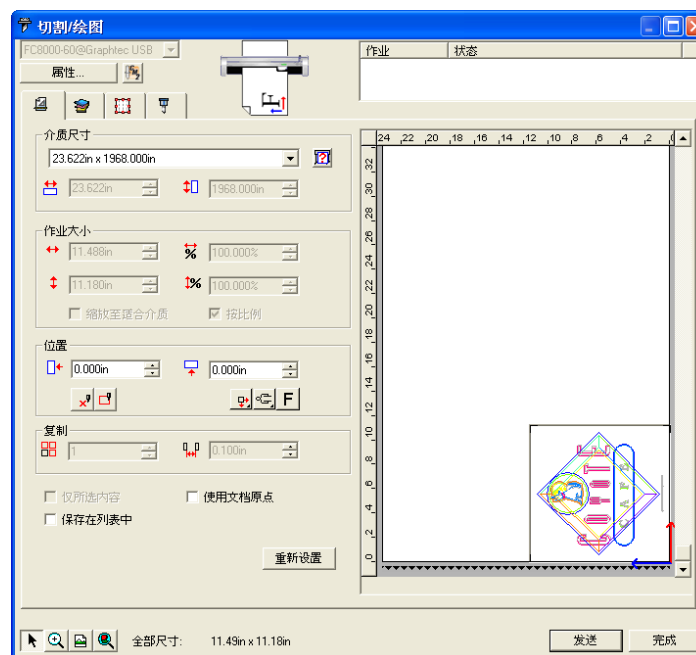 切割/绘图
FC8000-60@Graphtec USB
作业 状态
属性...
介质尺寸
23.622in x 1968.000in
23.622in 1968.000in
作业大小
11.488in 100.000%
11.180in 100.000%
缩放至适合介质 按比例
位置
0.000in 0.000in
F
复制
1 0.100in
仅所选内容 使用文档原点
保存在列表中
重新设置
24 22 20 18 16 14 12 10 8 6 4 2 0
32
30
28
26
24
22
20
18
16
14
12
10
8
6
4
2
0
CAFE
全部尺寸: 11.49in x 11.18in
发送 完成